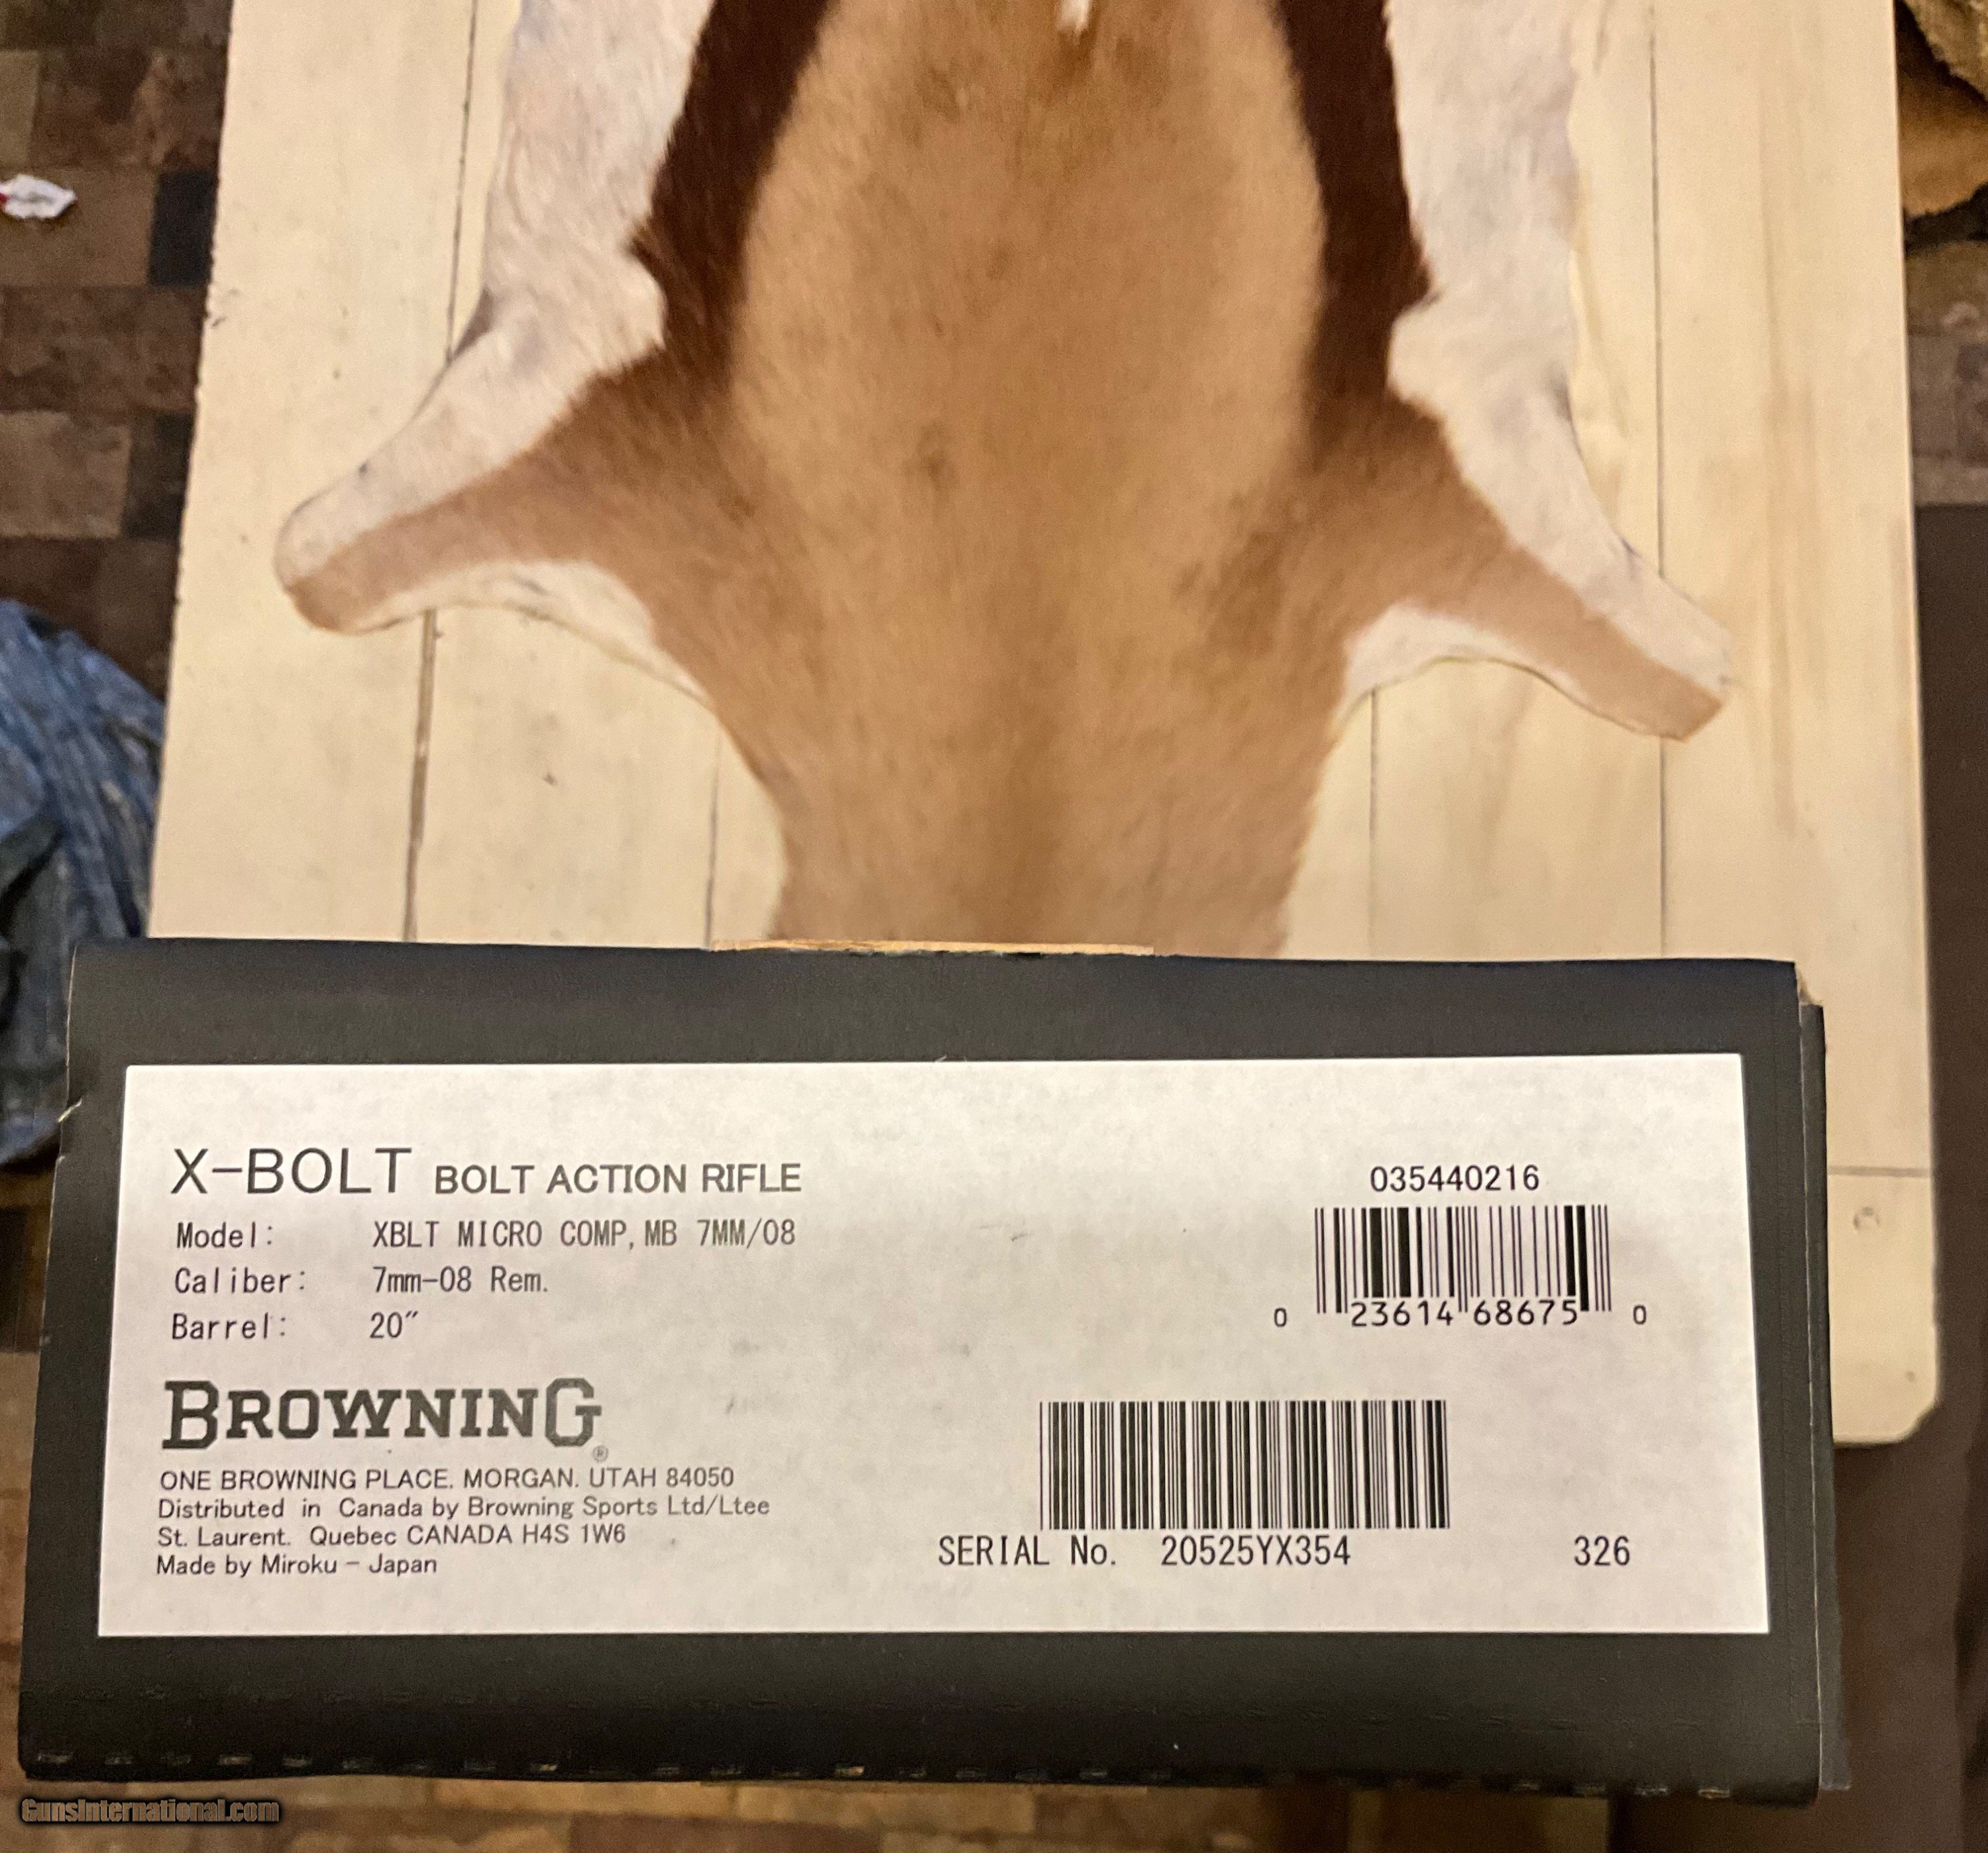 X-BOLT BOLT ACTION RIFLE
Model: XBLT MICRO COMP, MB 7MM/08
Caliber: 7mm-08 Rem.
Barrel: 20″
035440216
0 23614 68675 0
BROWNING®
ONE BROWNING PLACE. MORGAN. UTAH 84050
Distributed in Canada by Browning Sports Ltd/Ltee
St. Laurent. Quebec CANADA H4S 1W6
Made by Miroku - Japan
SERIAL No. 20525YX354 326
GunsInternational.com